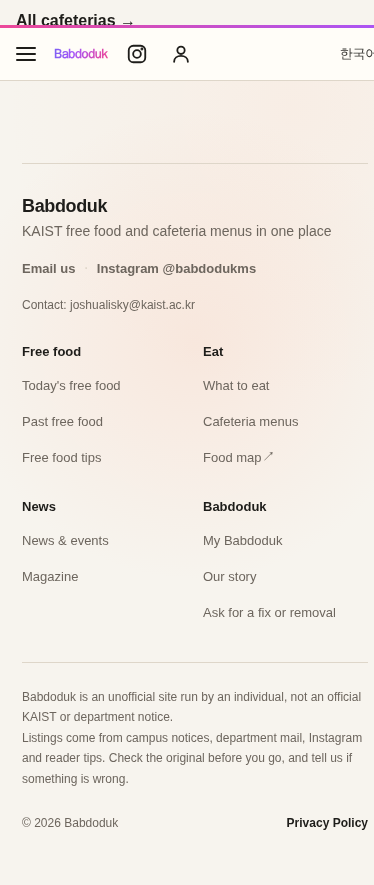 All cafeterias →
Babdoduk
한국어
Babdoduk
KAIST free food and cafeteria menus in one place
Email us · Instagram @babdodukms
Contact: joshualisky@kaist.ac.kr
Free food
Eat
Today's free food
What to eat
Past free food
Cafeteria menus
Free food tips
Food map↗
News
Babdoduk
News & events
My Babdoduk
Magazine
Our story
Ask for a fix or removal
Babdoduk is an unofficial site run by an individual, not an official
KAIST or department notice.
Listings come from campus notices, department mail, Instagram
and reader tips. Check the original before you go, and tell us if
something is wrong.
© 2026 Babdoduk
Privacy Policy